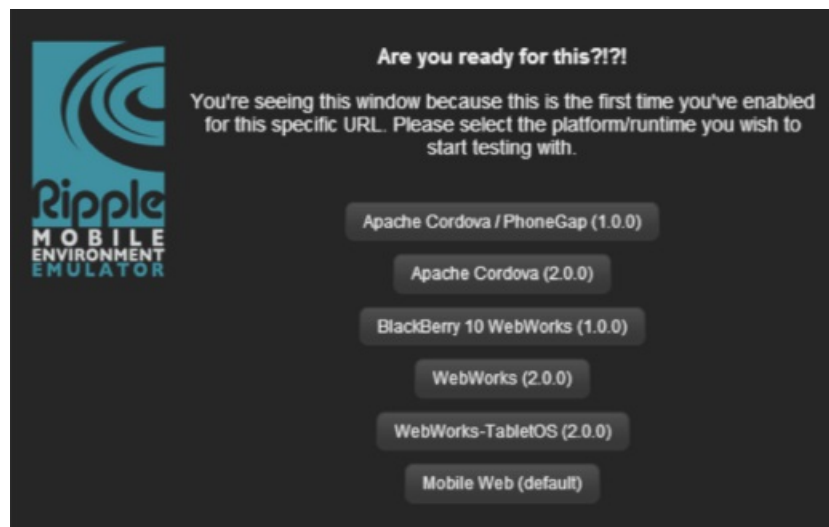 Are you ready for this?!?!
You're seeing this window because this is the first time you've enabled
for this specific URL. Please select the platform/runtime you wish to
start testing with.
Ripple
MOBILE
ENVIRONMENT
EMULATOR
Apache Cordova / PhoneGap (1.0.0)
Apache Cordova (2.0.0)
BlackBerry 10 WebWorks (1.0.0)
WebWorks (2.0.0)
WebWorks-TabletOS (2.0.0)
Mobile Web (default)